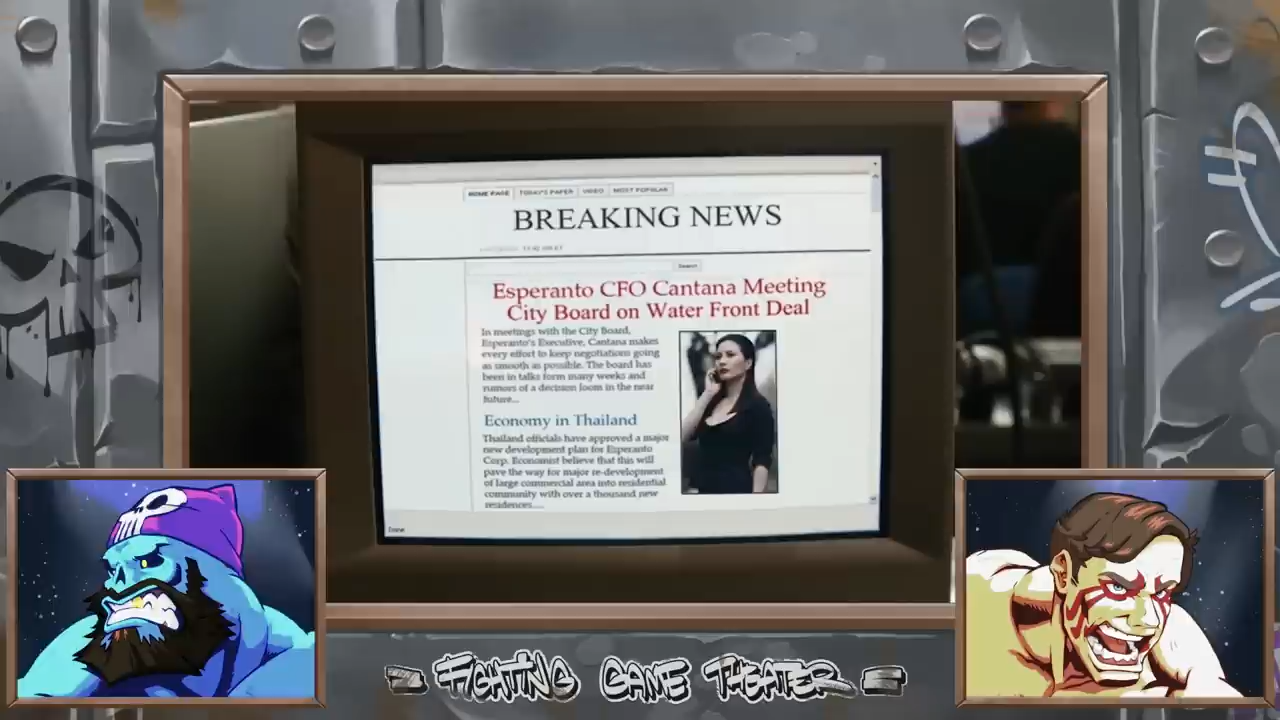 HOME PAGE TODAY'S PAPER VIDEO MOST POPULAR
BREAKING NEWS
Search
Esperanto CFO Cantana Meeting
City Board on Water Front Deal
In meetings with the City Board,
Esperanto's Executive, Cantana makes
every effort to keep negotiations going
as smooth as possible. The board has
been in talks form many weeks and
rumors of a decision loom in the near
future...
Economy in Thailand
Thailand officials have approved a major
new development plan for Esperanto
Corp. Economist believe that this will
pave the way for major re-development
of large commercial area into residential
community with over a thousand new
residences....
Done
FIGHTING GAME THEATER